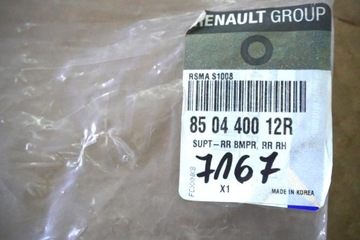 RENAULT GROUP
RSMA S1008
85 04 400 12R
SUPT-RR BMPR, RR RH
7167
X1
MADE IN KOREA